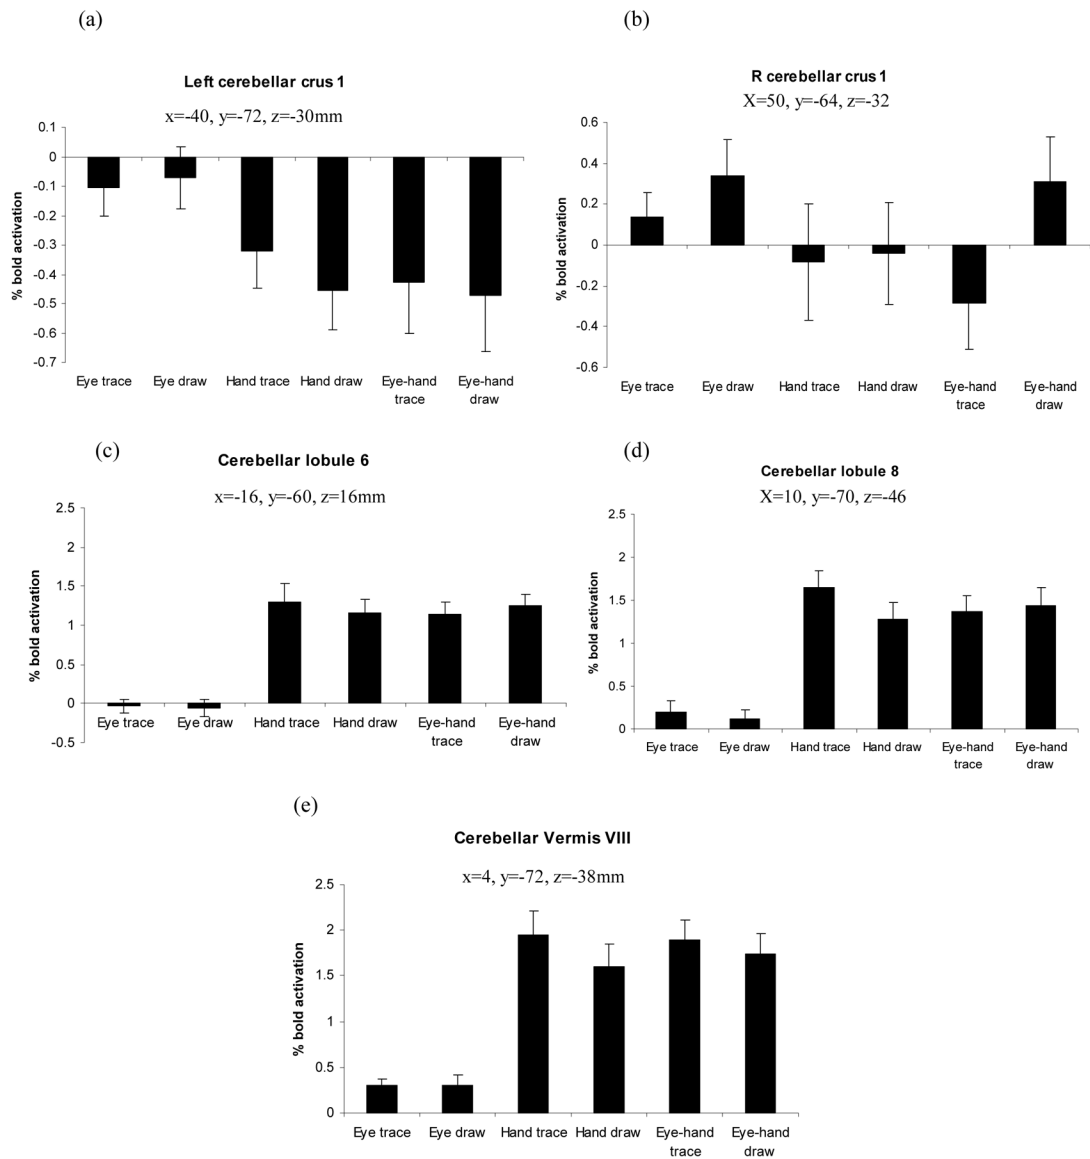 (a)
Left cerebellar crus 1
x=-40, y=-72, z=-30mm
0.1
0
-0.1
-0.2
-0.3
-0.4
-0.5
-0.6
-0.7
% bold activation
Eye trace Eye draw Hand trace Hand draw Eye-hand Eye-hand
trace draw
(b)
R cerebellar crus 1
X=50, y=-64, z=-32
0.6
0.4
0.2
0
-0.2
-0.4
-0.6
% bold activation
Eye trace Eye draw Hand trace Hand draw Eye-hand Eye-hand
trace draw
(c)
Cerebellar lobule 6
x=-16, y=-60, z=16mm
2.5
2
1.5
1
0.5
0
-0.5
% bold activation
Eye trace Eye draw Hand trace Hand draw Eye-hand Eye-hand
trace draw
(d)
Cerebellar lobule 8
X=10, y=-70, z=-46
2.5
2
1.5
1
0.5
0
% bold activation
Eye trace Eye draw Hand trace Hand draw Eye-hand Eye-hand
trace draw
(e)
Cerebellar Vermis VIII
x=4, y=-72, z=-38mm
2.5
2
1.5
1
0.5
0
% bold activation
Eye trace Eye draw Hand trace Hand draw Eye-hand Eye-hand
trace draw